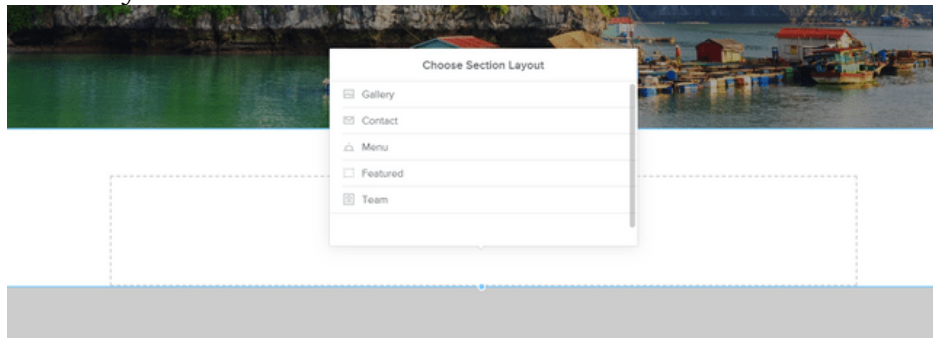 Choose Section Layout
Gallery
Contact
Menu
Featured
Team